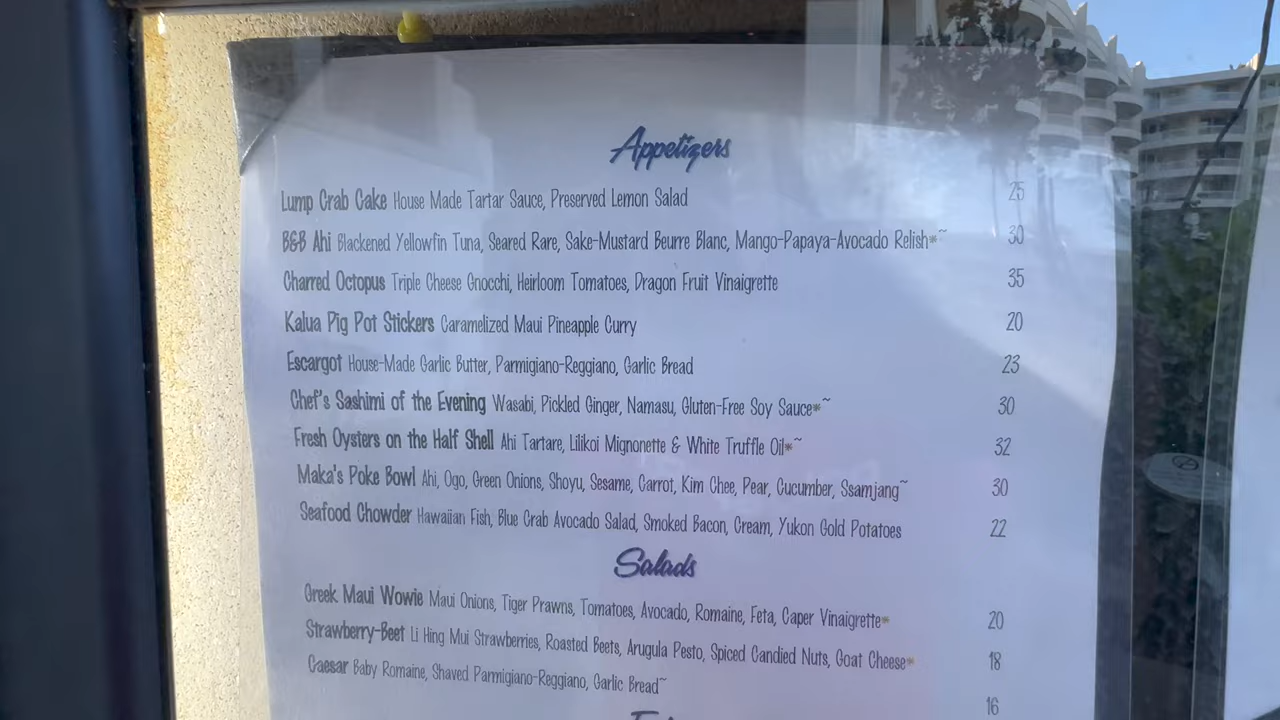 Appetizers
Lump Crab Cake House Made Tartar Sauce, Preserved Lemon Salad 25
B&B Ahi Blackened Yellowfin Tuna, Seared Rare, Sake-Mustard Beurre Blanc, Mango-Papaya-Avocado Relish*~ 30
Charred Octopus Triple Cheese Gnocchi, Heirloom Tomatoes, Dragon Fruit Vinaigrette 35
Kalua Pig Pot Stickers Caramelized Maui Pineapple Curry 20
Escargot House-Made Garlic Butter, Parmigiano-Reggiano, Garlic Bread 23
Chef's Sashimi of the Evening Wasabi, Pickled Ginger, Namasu, Gluten-Free Soy Sauce*~ 30
Fresh Oysters on the Half Shell Ahi Tartare, Lilikoi Mignonette & White Truffle Oil*~ 32
Maka's Poke Bowl Ahi, Ogo, Green Onions, Shoyu, Sesame, Carrot, Kim Chee, Pear, Cucumber, Ssamjang~ 30
Seafood Chowder Hawaiian Fish, Blue Crab Avocado Salad, Smoked Bacon, Cream, Yukon Gold Potatoes 22
Salads
Greek Maui Wowie Maui Onions, Tiger Prawns, Tomatoes, Avocado, Romaine, Feta, Caper Vinaigrette* 20
Strawberry-Beet Li Hing Mui Strawberries, Roasted Beets, Arugula Pesto, Spiced Candied Nuts, Goat Cheese* 18
Caesar Baby Romaine, Shaved Parmigiano-Reggiano, Garlic Bread~ 16